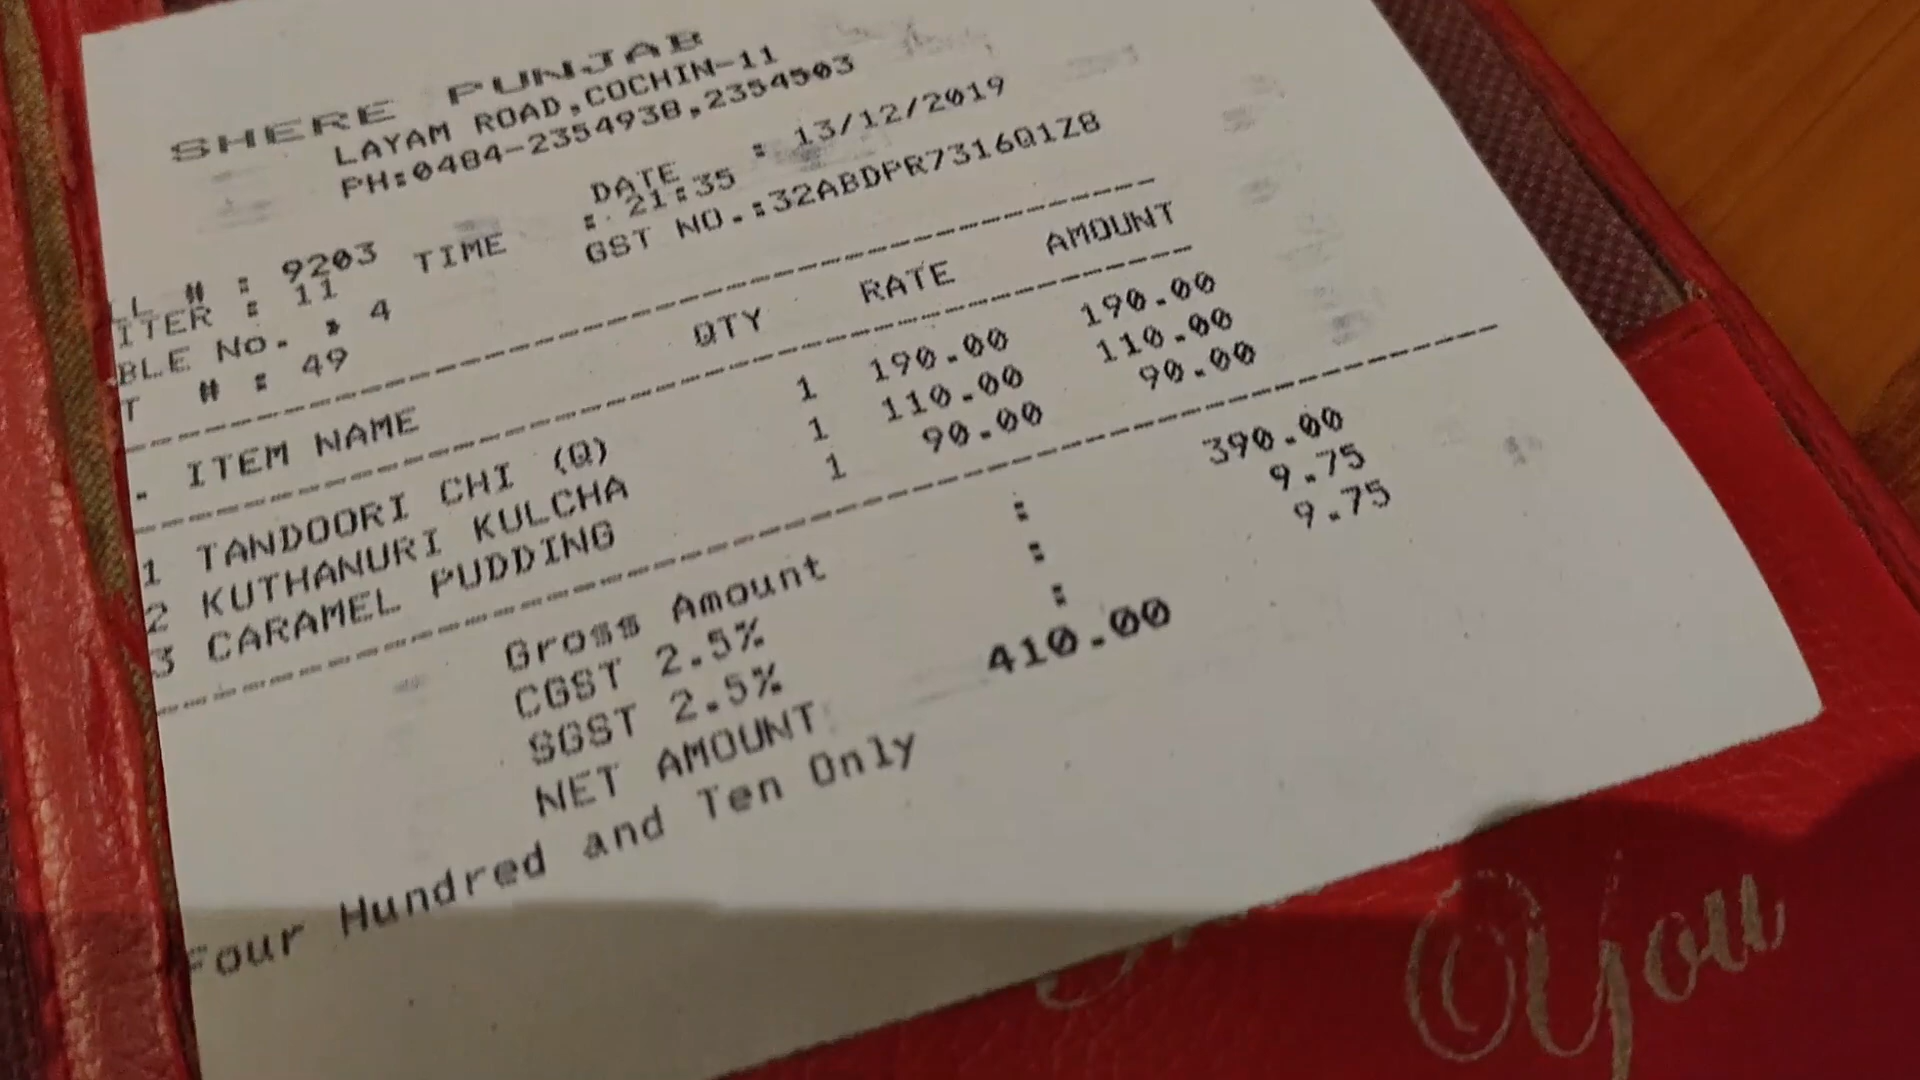 SHERE PUNJAB
LAYAM ROAD,COCHIN-11
PH:0484-2354938,2354503
DATE : 13/12/2019
LL # : 9203 TIME : 21:35
ITER : 11 GST NO.:32ABDPR7316Q1ZB
BLE No. : 4
T # : 49
. ITEM NAME QTY RATE AMOUNT
1 TANDOORI CHI (Q) 1 190.00 190.00
2 KUTHANURI KULCHA 1 110.00 110.00
3 CARAMEL PUDDING 1 90.00 90.00
Gross Amount : 390.00
CGST 2.5% : 9.75
SGST 2.5% : 9.75
NET AMOUNT 410.00
Four Hundred and Ten Only
You